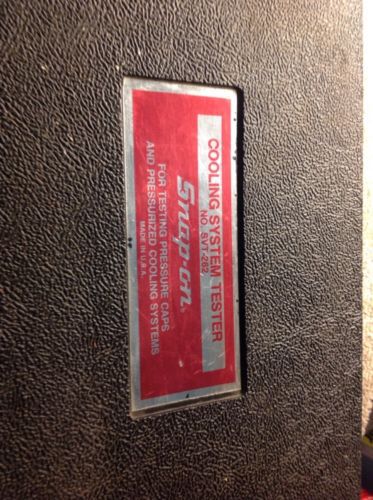 COOLING SYSTEM TESTER
NO. SVT-262
Snap-on®
FOR TESTING PRESSURE CAPS
AND PRESSURIZED COOLING SYSTEMS
MADE IN U.S.A.